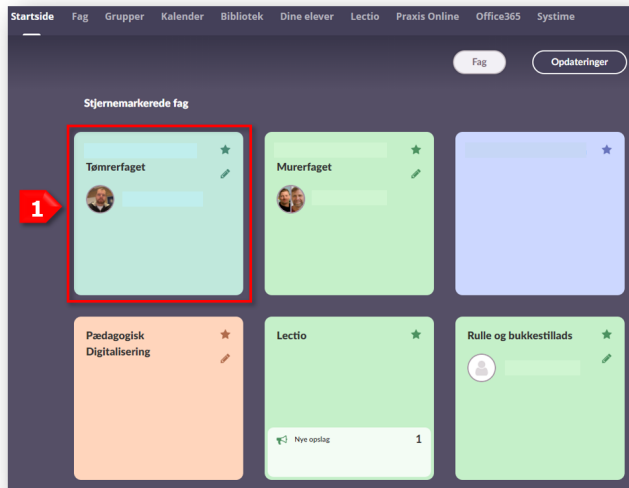 Startside Fag Grupper Kalender Bibliotek Dine elever Lectio Praxis Online Office365 Systime
Fag Opdateringer
Stjernemarkerede fag
Tømrerfaget
Murerfaget
1
Pædagogisk
Digitalisering
Lectio
Rulle og bukkestillads
Nye opslag 1